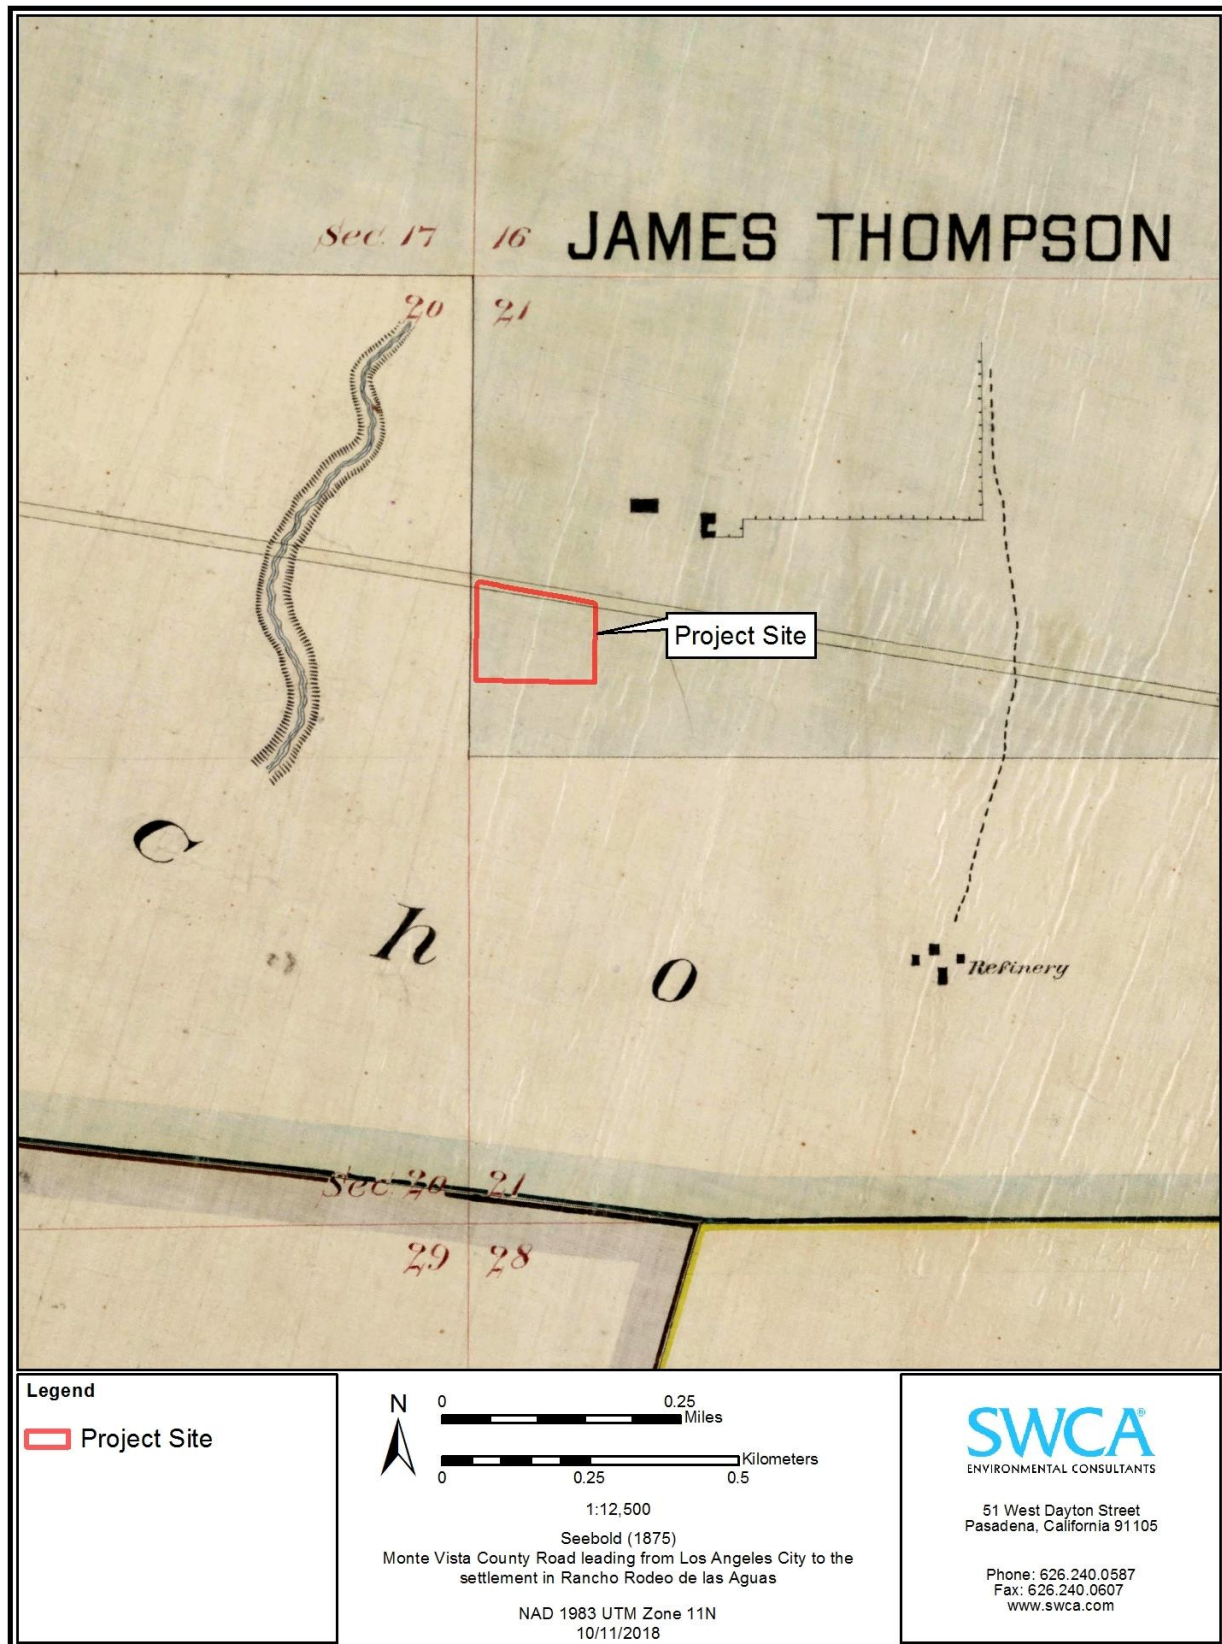 Sec. 17 16 JAMES THOMPSON
20 21
Project Site
C
h
o
Refinery
Sec. 20 21
29 28
Legend
Project Site
N
0 0.25
Miles
Kilometers
0 0.25 0.5
1:12,500
Seebold (1875)
Monte Vista County Road leading from Los Angeles City to the
settlement in Rancho Rodeo de las Aguas
NAD 1983 UTM Zone 11N
10/11/2018
SWCA®
ENVIRONMENTAL CONSULTANTS
51 West Dayton Street
Pasadena, California 91105
Phone: 626.240.0587
Fax: 626.240.0607
www.swca.com